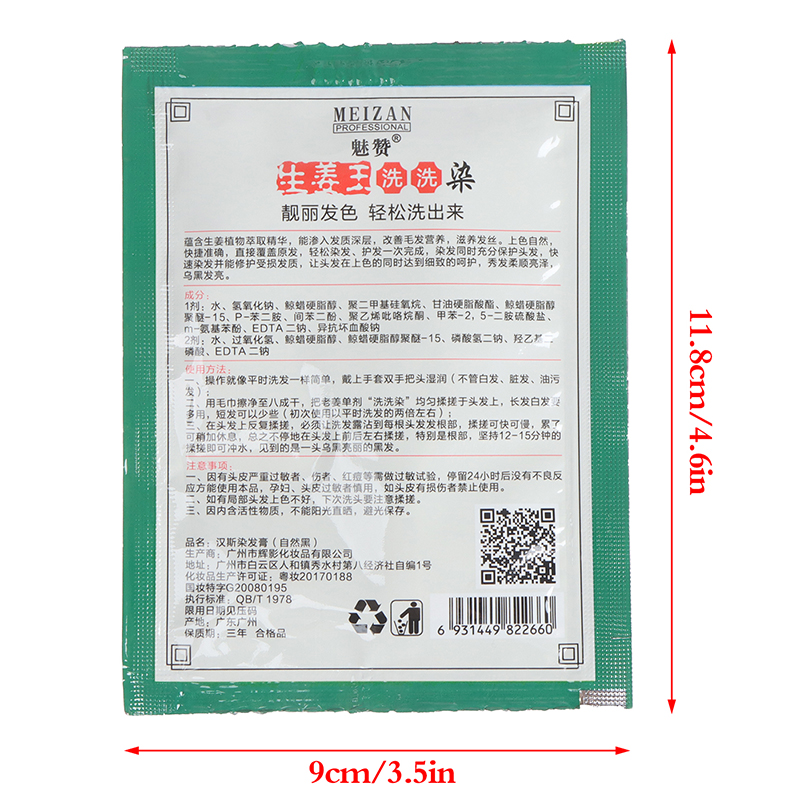 MEIZAN
PROFESSIONAL
魅赞®
生姜王洗洗染
靓丽发色 轻松洗出来
蕴含生姜植物萃取精华，能渗入发质深层，改善毛发营养，滋养发丝。上色自然，
快捷准确，直接覆盖原发，轻松染发、护发一次完成，染发同时充分保护头发，快
速染发并能修护受损发质，让头发在上色的同时达到细致的呵护，秀发柔顺亮泽，
乌黑发亮。
成分：
1剂：水、氢氧化钠、鲸蜡硬脂醇、聚二甲基硅氧烷、甘油硬脂酸酯、鲸蜡硬脂醇
聚醚-15、P-苯二胺、间苯二酚、聚乙烯吡咯烷酮、甲苯-2，5-二胺硫酸盐、
m-氨基苯酚、EDTA 二钠、异抗坏血酸钠
2剂：水、过氧化氢、鲸蜡硬脂醇、鲸蜡硬脂醇聚醚-15、磷酸氢二钠、羟乙基二
磷酸、EDTA 二钠
使用方法：
一、操作就像平时洗发一样简单，戴上手套双手把头湿润（不管白发、脏发、油污
发）；
二、用毛巾擦净至八成干，把老姜单剂“洗洗染”均匀揉搓于头发上，长发白发
多用，短发可以少些（初次使用以平时洗发的两倍左右）；
三、在头发上反复揉搓，必须让洗发露沾到每根头发发根部，揉搓可快可慢，累了
可稍加休息，总之不停地在头发上前后左右揉搓，特别是根部，坚持12-15分钟的
揉搓即可冲水，见到的是一头乌黑亮丽的黑发。
注意事项：
一、因有头皮严重过敏者、伤者、红痘等需做过敏试验，停留24小时后没有不良反
应方能使用本品，孕妇、头皮过敏者慎用，如头皮有损伤者禁止使用。
二、如有局部头发上色不好，下次洗头要注意揉搓。
三、因内含活性物质，不能阳光直晒，避光保存。
品名：汉斯染发膏（自然黑）
生产商：广州市辉影化妆品有限公司
地址：广州市白云区人和镇秀水村第八经济社自编1号
化妆品生产许可证：粤妆20170188
国妆特字G20080195
执行标准：QB/T 1978
限用日期见压码
产地：广东广州
保质期：三年 合格品
6 931449 822660
11.8cm/4.6in
9cm/3.5in